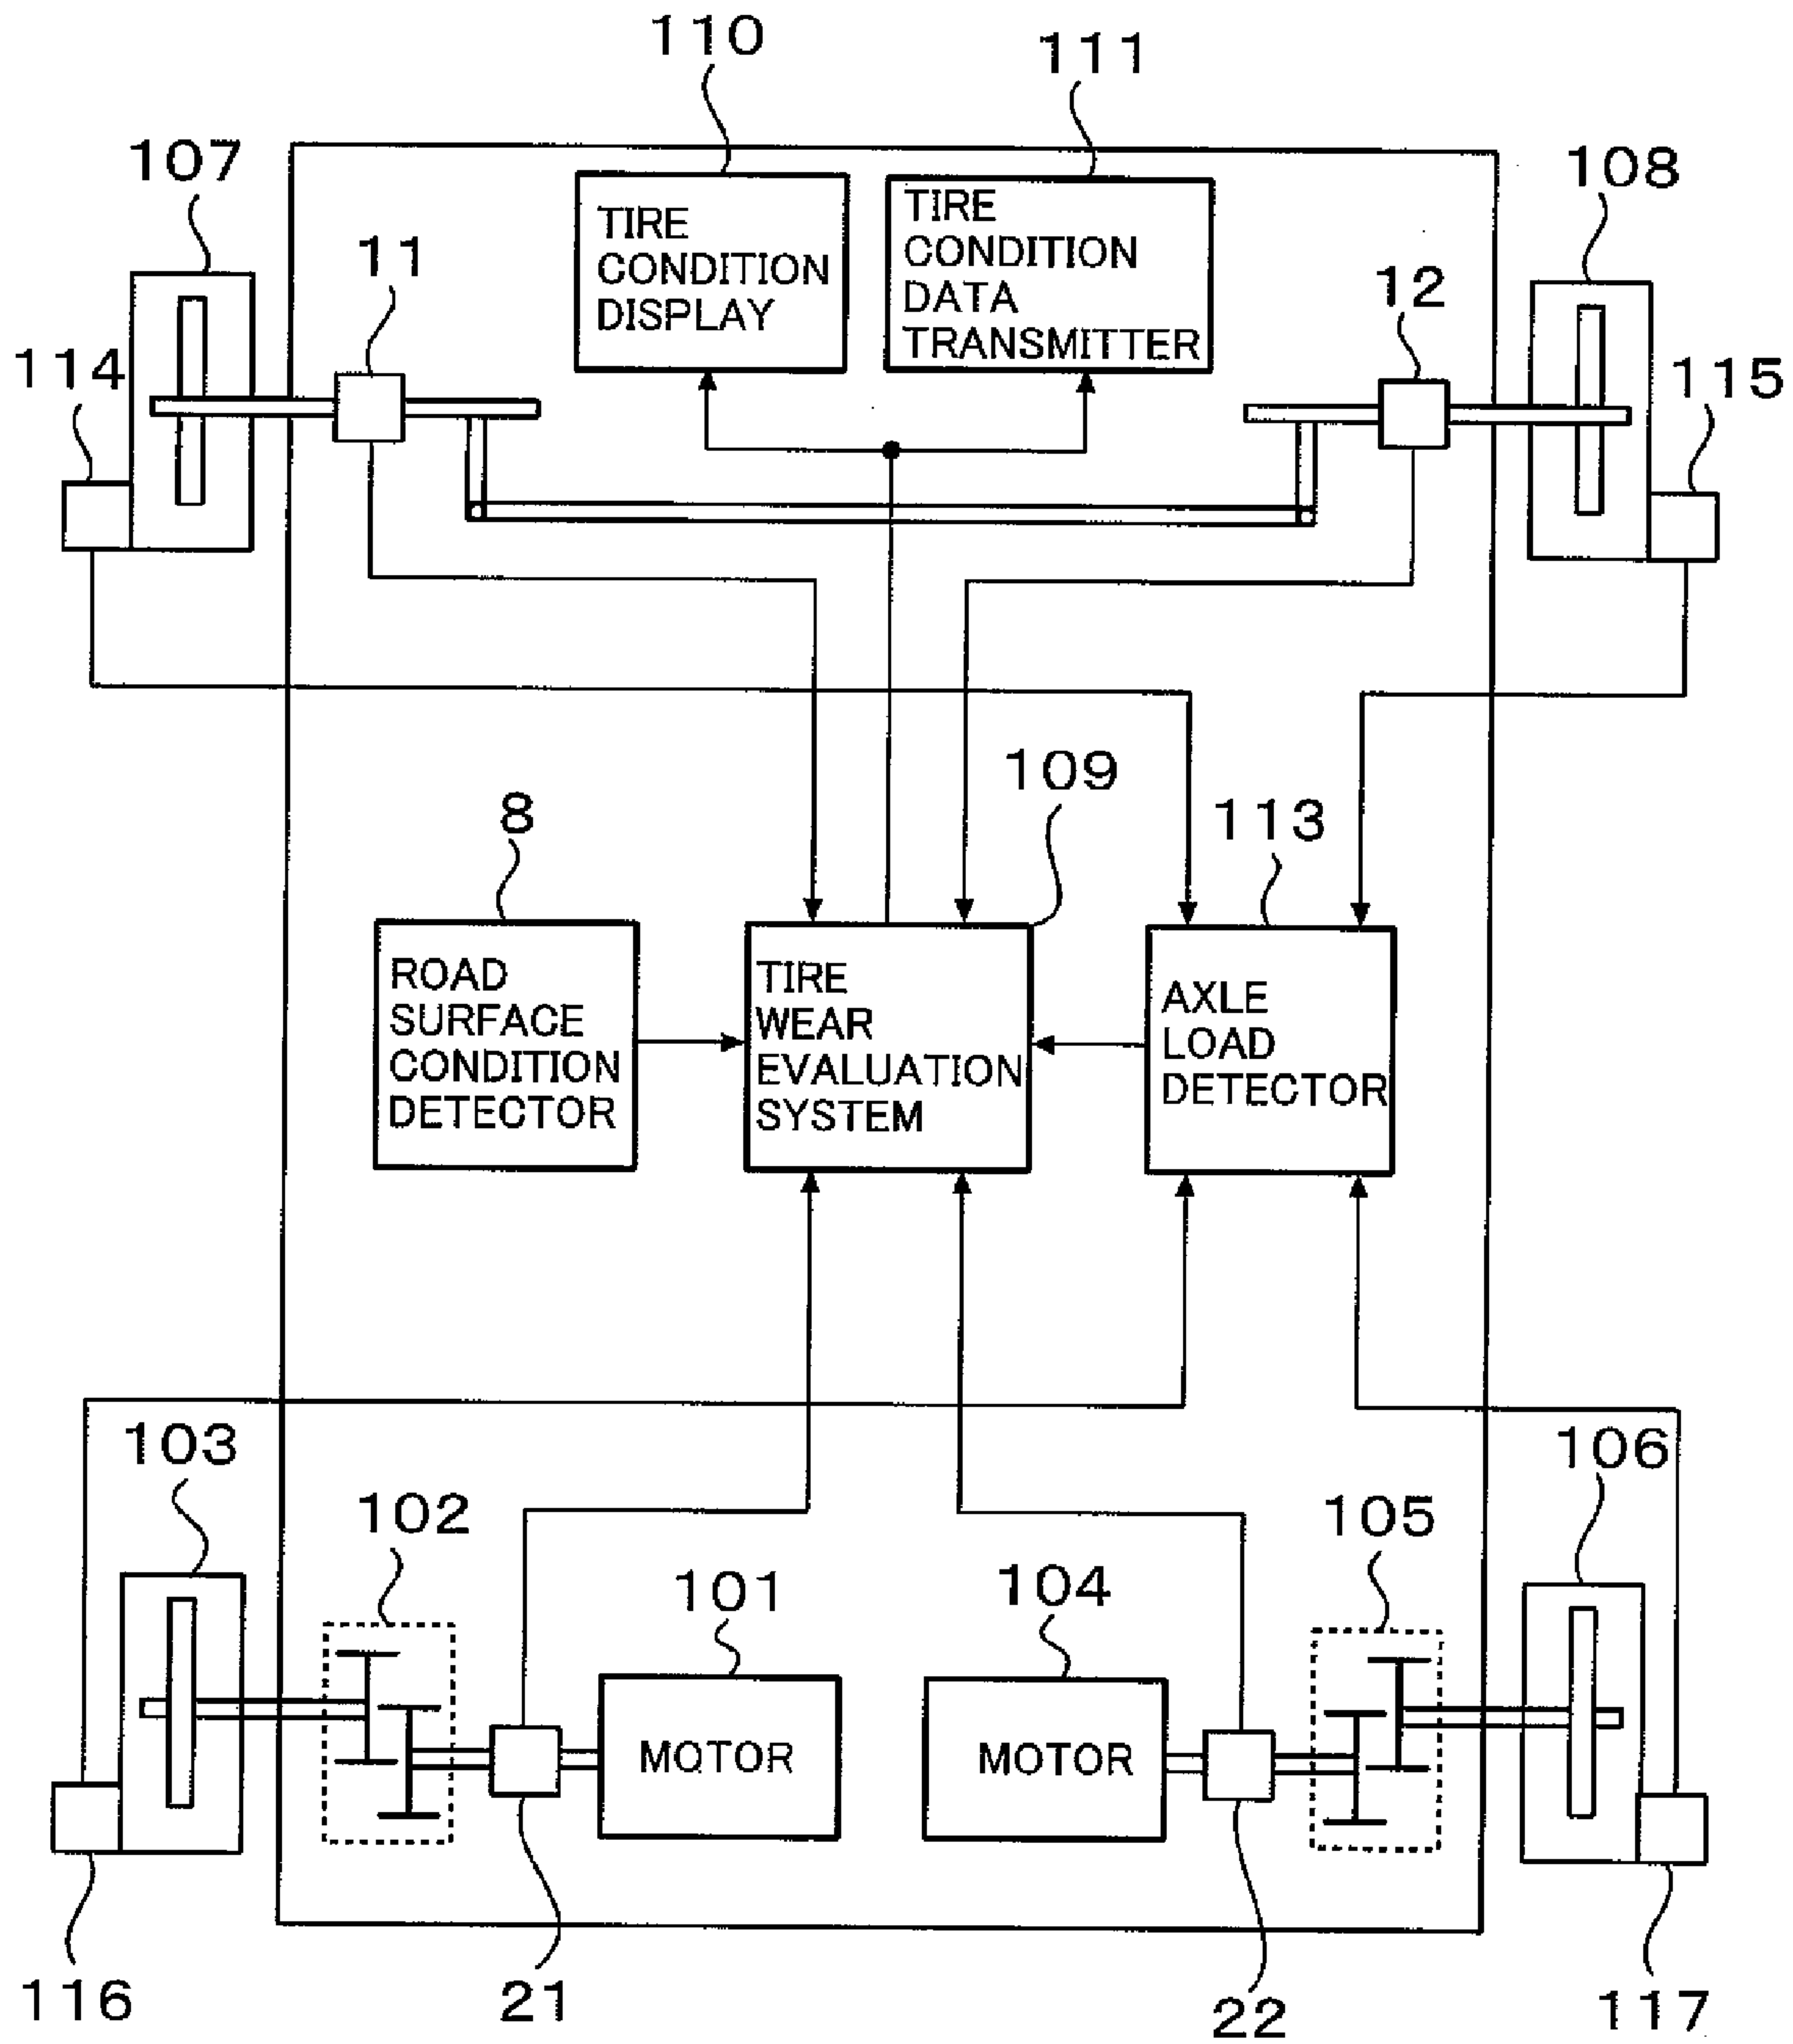 110
111
107
108
11
TIRE
CONDITION
DISPLAY
TIRE
CONDITION
DATA
TRANSMITTER
12
114
115
109
8
113
ROAD
SURFACE
CONDITION
DETECTOR
TIRE
WEAR
EVALUATION
SYSTEM
AXLE
LOAD
DETECTOR
103
106
102
105
101
104
MOTOR
MOTOR
116
21
22
117